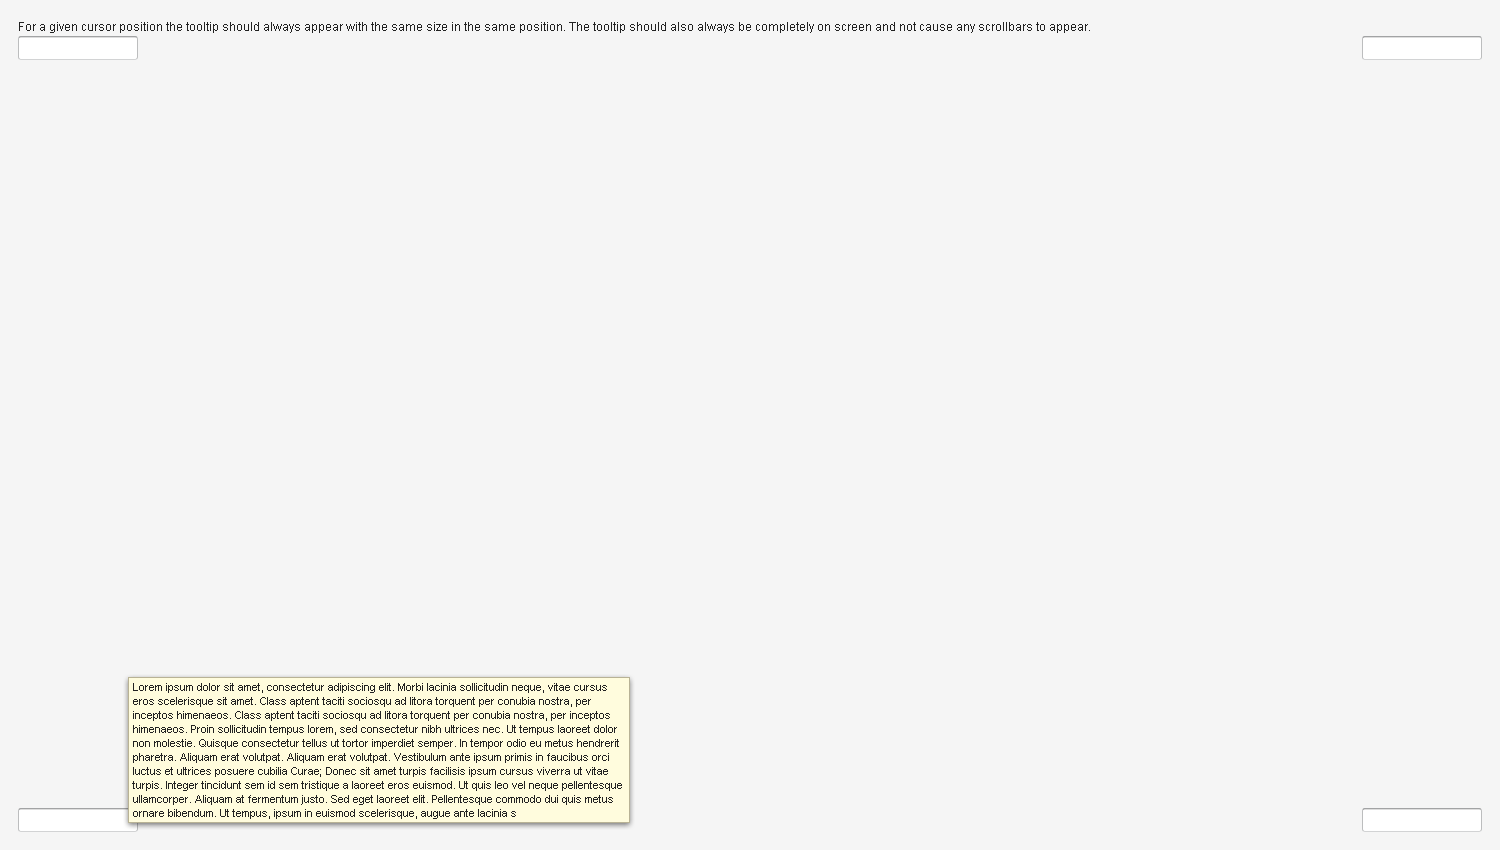 For a given cursor position the tooltip should always appear with the same size in the same position. The tooltip should also always be completely on screen and not cause any scrollbars to appear.
Lorem ipsum dolor sit amet, consectetur adipiscing elit. Morbi lacinia sollicitudin neque, vitae cursus
eros scelerisque sit amet. Class aptent taciti sociosqu ad litora torquent per conubia nostra, per
inceptos himenaeos. Class aptent taciti sociosqu ad litora torquent per conubia nostra, per inceptos
himenaeos. Proin sollicitudin tempus lorem, sed consectetur nibh ultrices nec. Ut tempus laoreet dolor
non molestie. Quisque consectetur tellus ut tortor imperdiet semper. In tempor odio eu metus hendrerit
pharetra. Aliquam erat volutpat. Aliquam erat volutpat. Vestibulum ante ipsum primis in faucibus orci
luctus et ultrices posuere cubilia Curae; Donec sit amet turpis facilisis ipsum cursus viverra ut vitae
turpis. Integer tincidunt sem id sem tristique a laoreet eros euismod. Ut quis leo vel neque pellentesque
ullamcorper. Aliquam at fermentum justo. Sed eget laoreet elit. Pellentesque commodo dui quis metus
ornare bibendum. Ut tempus, ipsum in euismod scelerisque, augue ante lacinia s